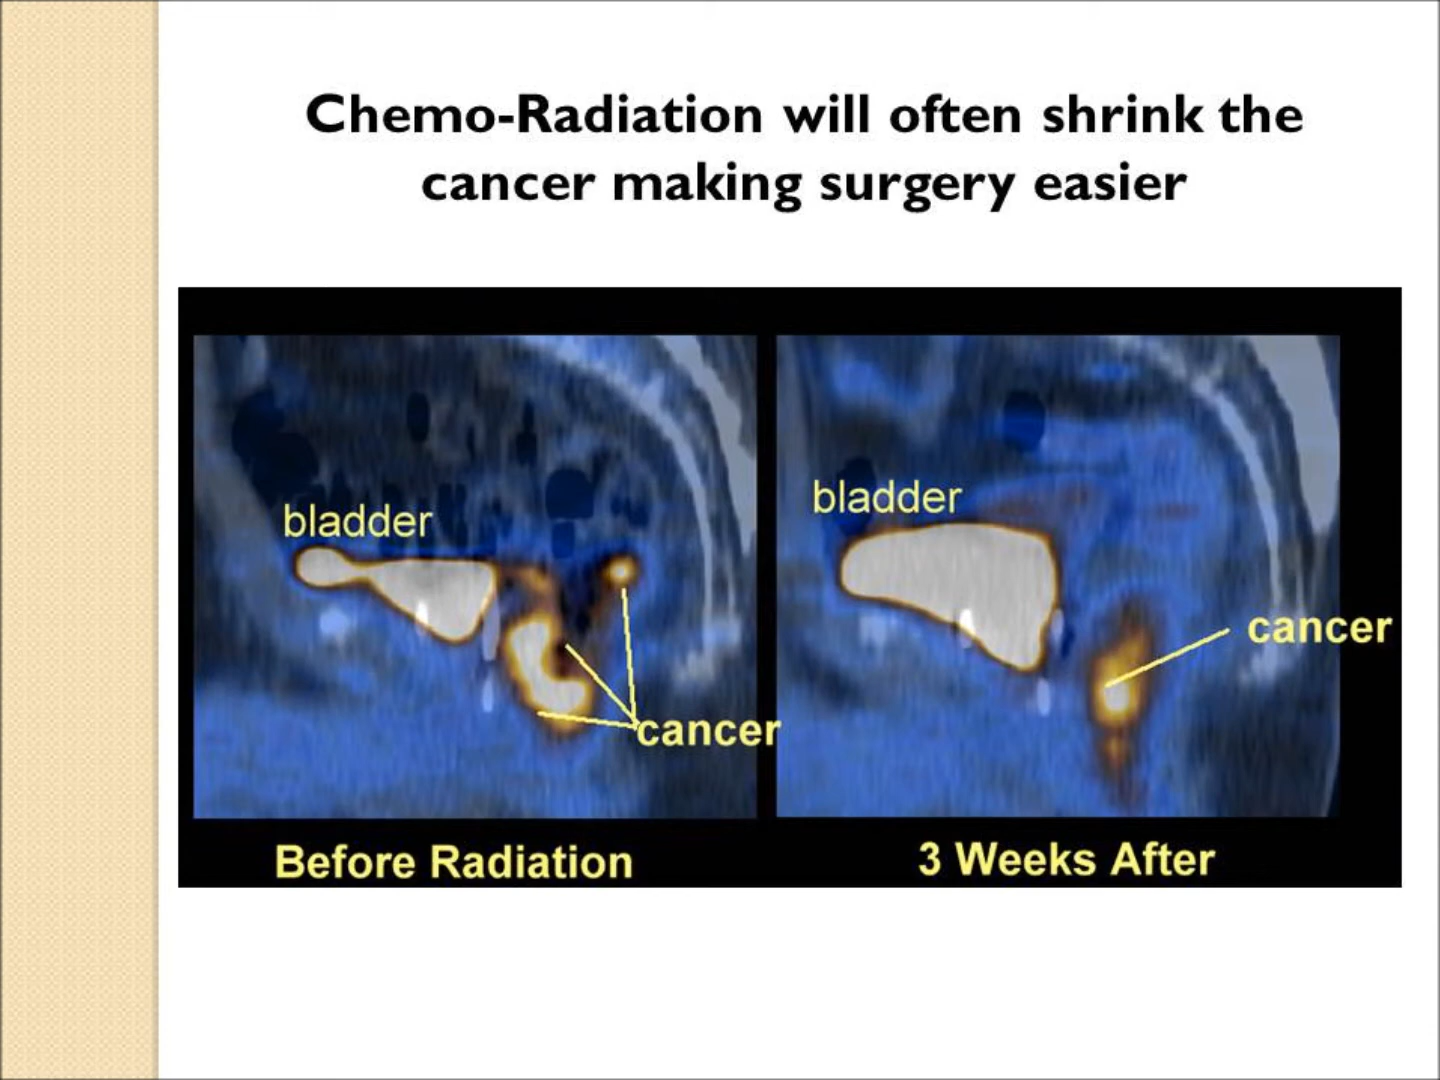 Chemo-Radiation will often shrink the
cancer making surgery easier
bladder
cancer
Before Radiation
bladder
cancer
3 Weeks After